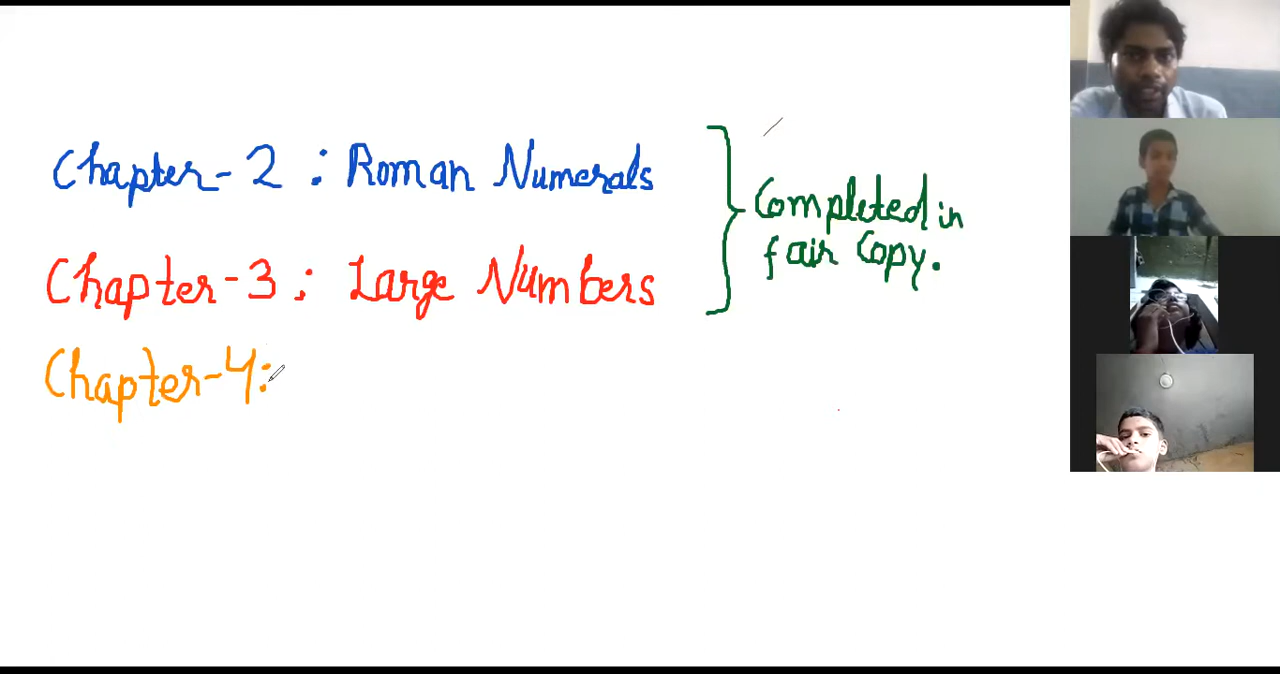 Chapter-2 : Roman Numerals
Chapter-3 : Large Numbers
Chapter-4:
Completed in
fair Copy.